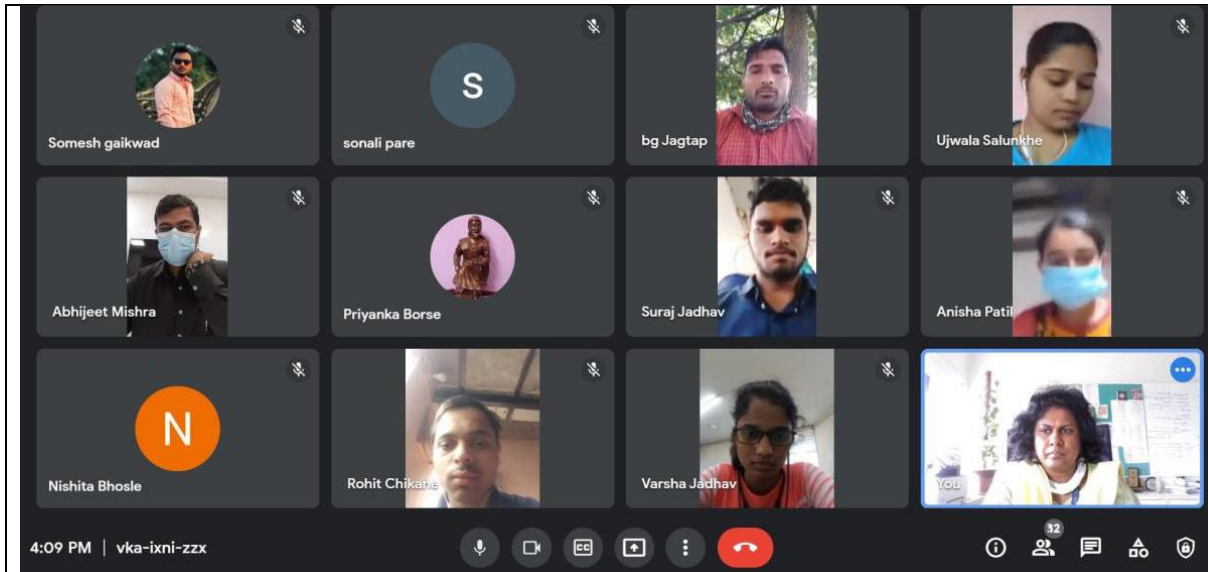 Somesh gaikwad
S
sonali pare
bg Jagtap
Ujwala Salunkhe
Abhijeet Mishra
Priyanka Borse
Suraj Jadhav
Anisha Patil
N
Nishita Bhosle
Rohit Chikane
Varsha Jadhav
You
4:09 PM | vka-ixni-zzx
CC
32